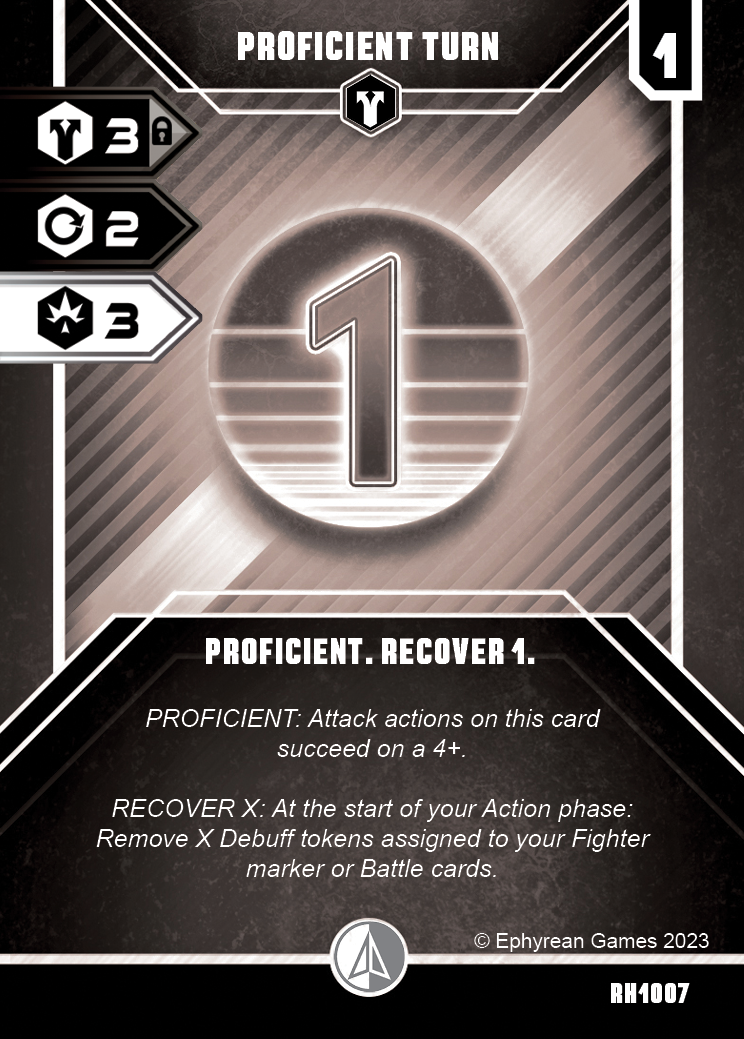 PROFICIENT TURN
1
3
2
3
1
PROFICIENT. RECOVER 1.
PROFICIENT: Attack actions on this card
succeed on a 4+.
RECOVER X: At the start of your Action phase:
Remove X Debuff tokens assigned to your Fighter
marker or Battle cards.
© Ephyrean Games 2023
RH1007